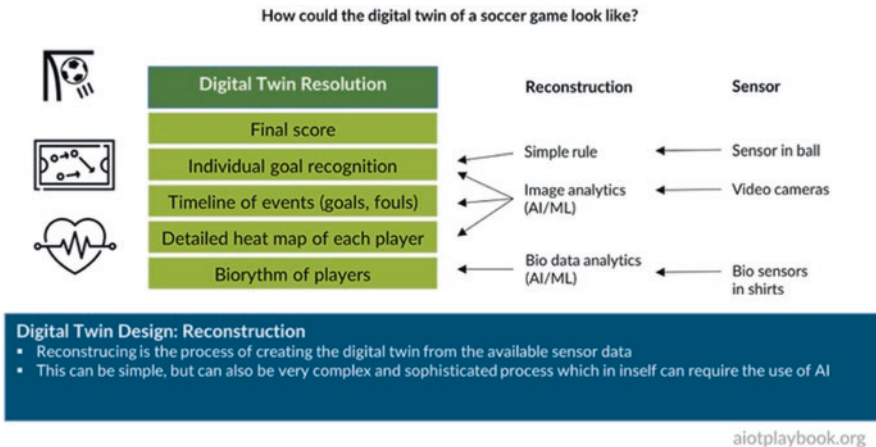 How could the digital twin of a soccer game look like?
Digital Twin Resolution
Reconstruction
Sensor
Final score
Individual goal recognition
Simple rule
Sensor in ball
Timeline of events (goals, fouls)
Image analytics
(AI/ML)
Video cameras
Detailed heat map of each player
Biorythm of players
Bio data analytics
(AI/ML)
Bio sensors
in shirts
Digital Twin Design: Reconstruction
▪ Reconstrucing is the process of creating the digital twin from the available sensor data
▪ This can be simple, but can also be very complex and sophisticated process which in inself can require the use of AI
aiotplaybook.org